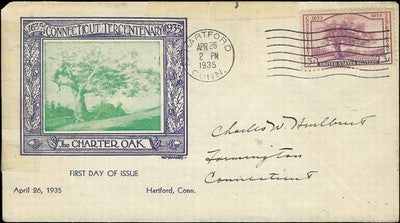 1635 CONNECTICUT TERCENTENARY 1935
The CHARTER OAK
FIRST DAY OF ISSUE
April 26, 1935 Hartford, Conn.
HARTFORD
APR 26
2 PM
1935
CONN.
1635 1935
UNITED STATES POSTAGE
Charles W. Hurlburt
Farmington
Connecticut